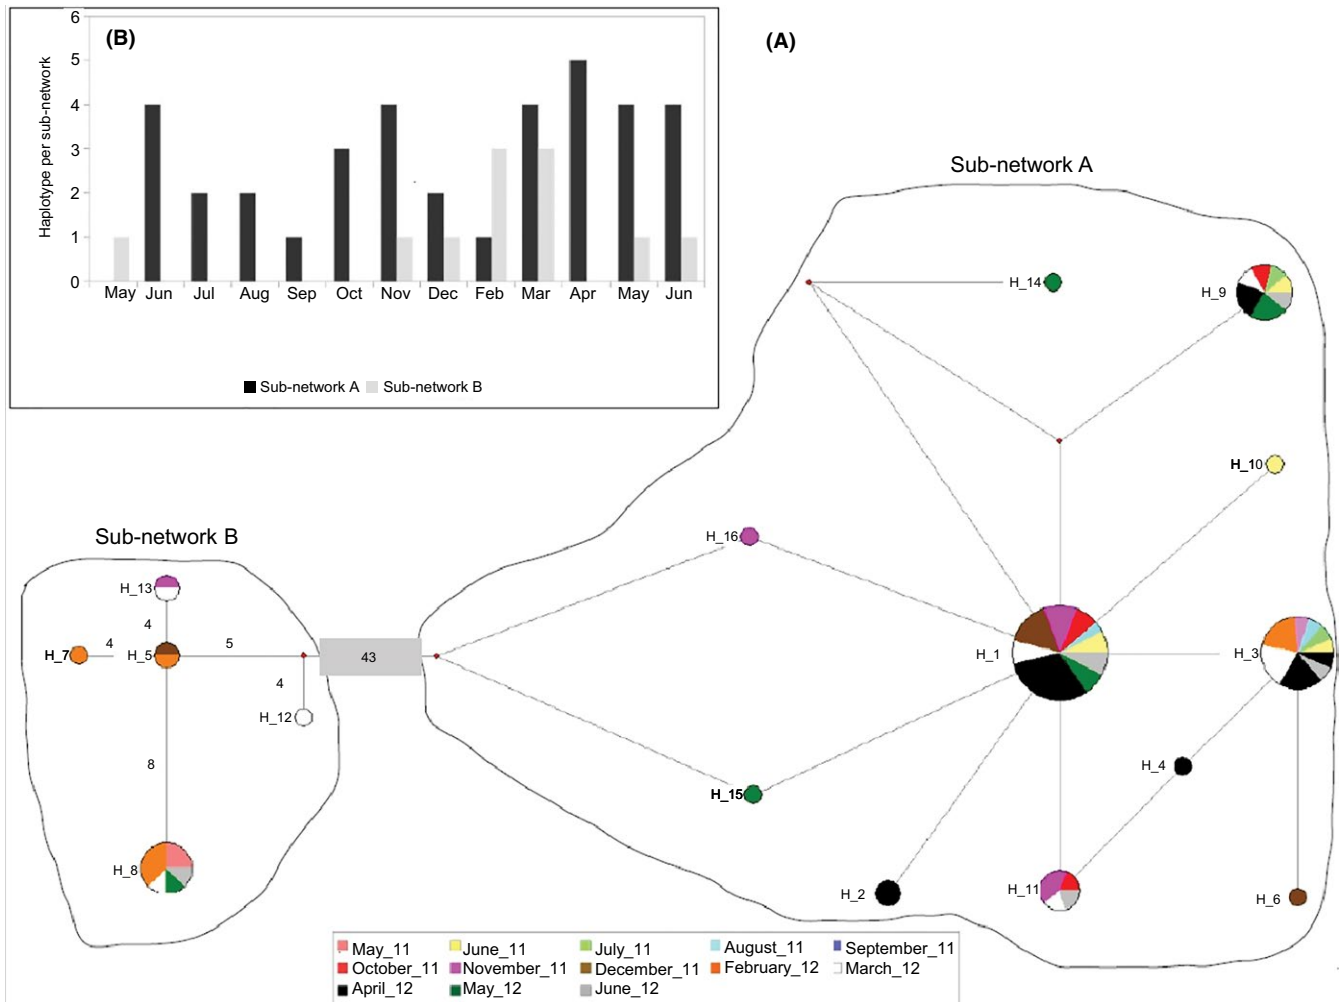 (B)
(A)
Haplotype per sub-network
6
5
4
3
2
1
0
May Jun Jul Aug Sep Oct Nov Dec Feb Mar Apr May Jun
Sub-network A Sub-network B
Sub-network A
H_14
H_9
H_10
H_16
Sub-network B
H_13
4
4
5
H_7
H_5
43
H_1
H_3
4
H_12
8
H_4
H_15
H_8
H_2
H_11
H_6
May_11 June_11 July_11 August_11 September_11
October_11 November_11 December_11 February_12 March_12
April_12 May_12 June_12